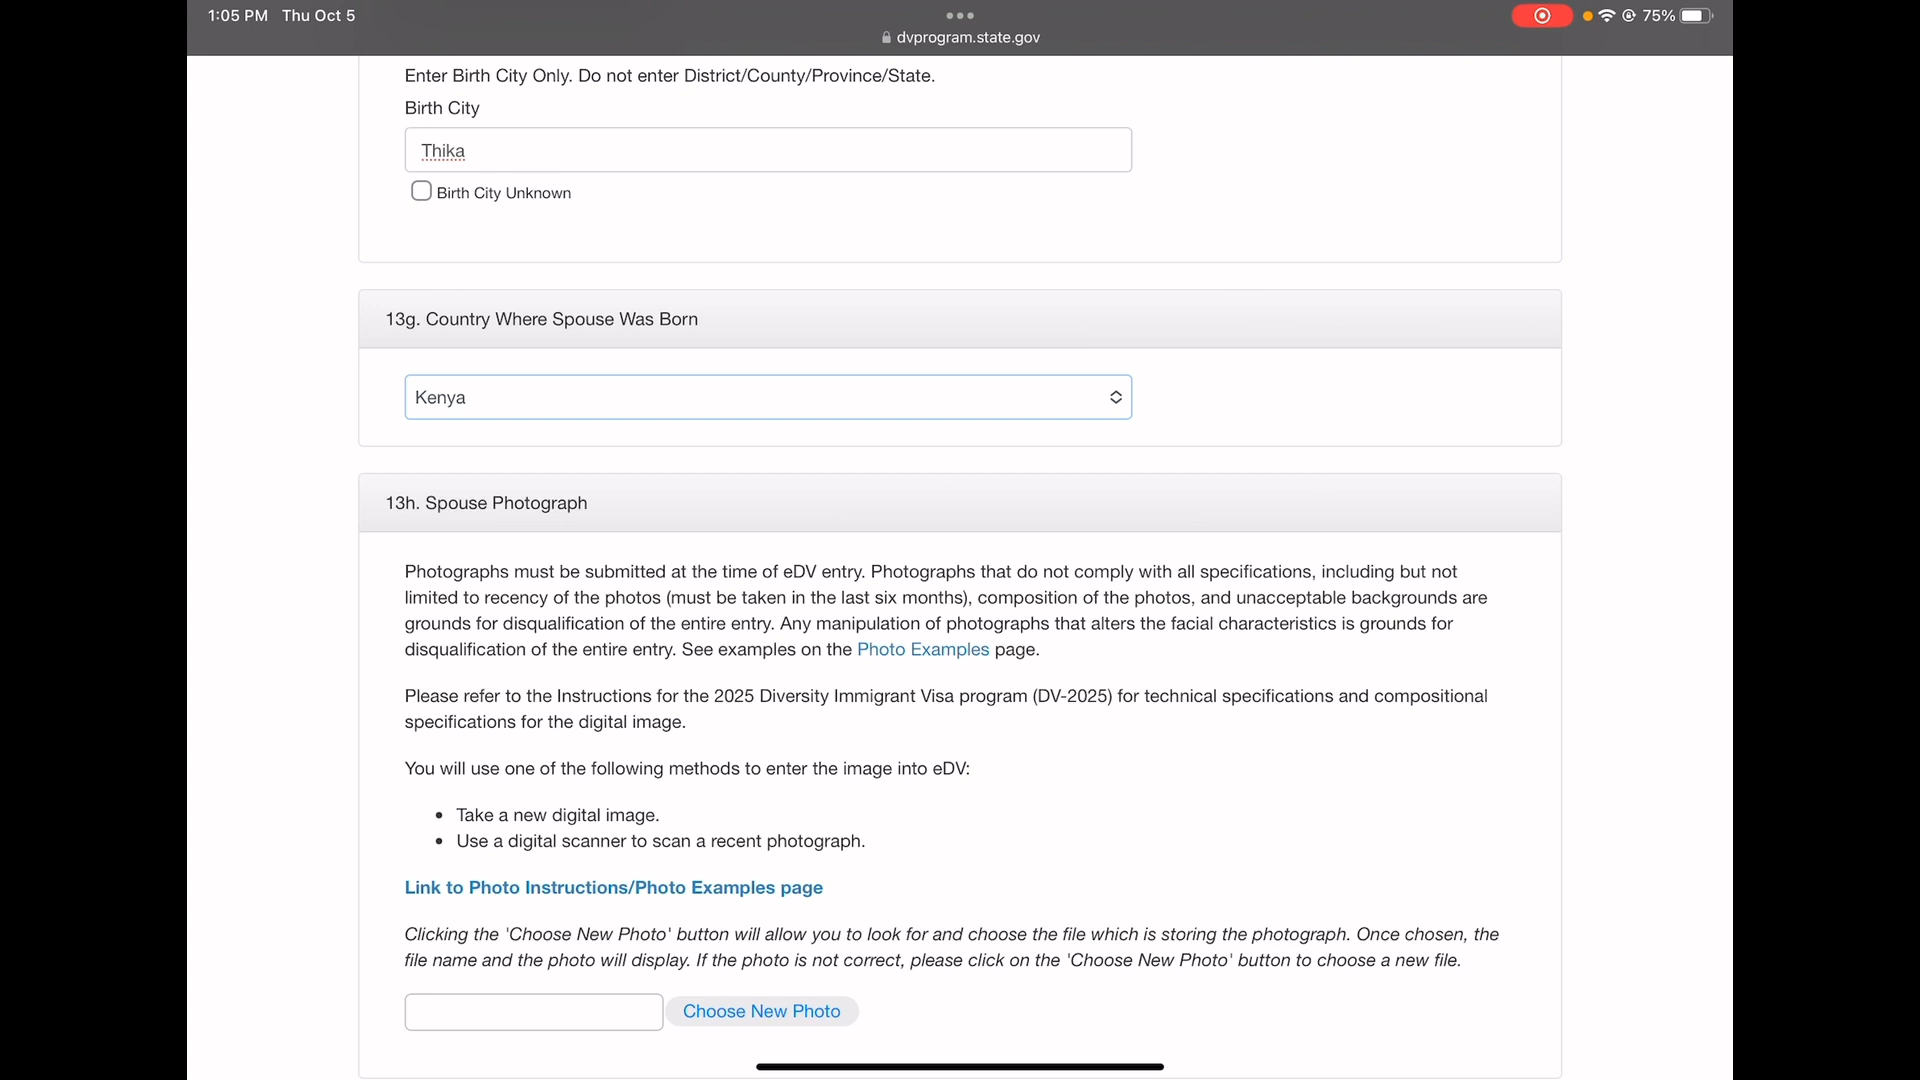 1:05 PM Thu Oct 5
75%
dvprogram.state.gov
Enter Birth City Only. Do not enter District/County/Province/State.
Birth City
Thika
Birth City Unknown
13g. Country Where Spouse Was Born
Kenya
13h. Spouse Photograph
Photographs must be submitted at the time of eDV entry. Photographs that do not comply with all specifications, including but not
limited to recency of the photos (must be taken in the last six months), composition of the photos, and unacceptable backgrounds are
grounds for disqualification of the entire entry. Any manipulation of photographs that alters the facial characteristics is grounds for
disqualification of the entire entry. See examples on the Photo Examples page.
Please refer to the Instructions for the 2025 Diversity Immigrant Visa program (DV-2025) for technical specifications and compositional
specifications for the digital image.
You will use one of the following methods to enter the image into eDV:
• Take a new digital image.
• Use a digital scanner to scan a recent photograph.
Link to Photo Instructions/Photo Examples page
Clicking the 'Choose New Photo' button will allow you to look for and choose the file which is storing the photograph. Once chosen, the
file name and the photo will display. If the photo is not correct, please click on the 'Choose New Photo' button to choose a new file.
Choose New Photo